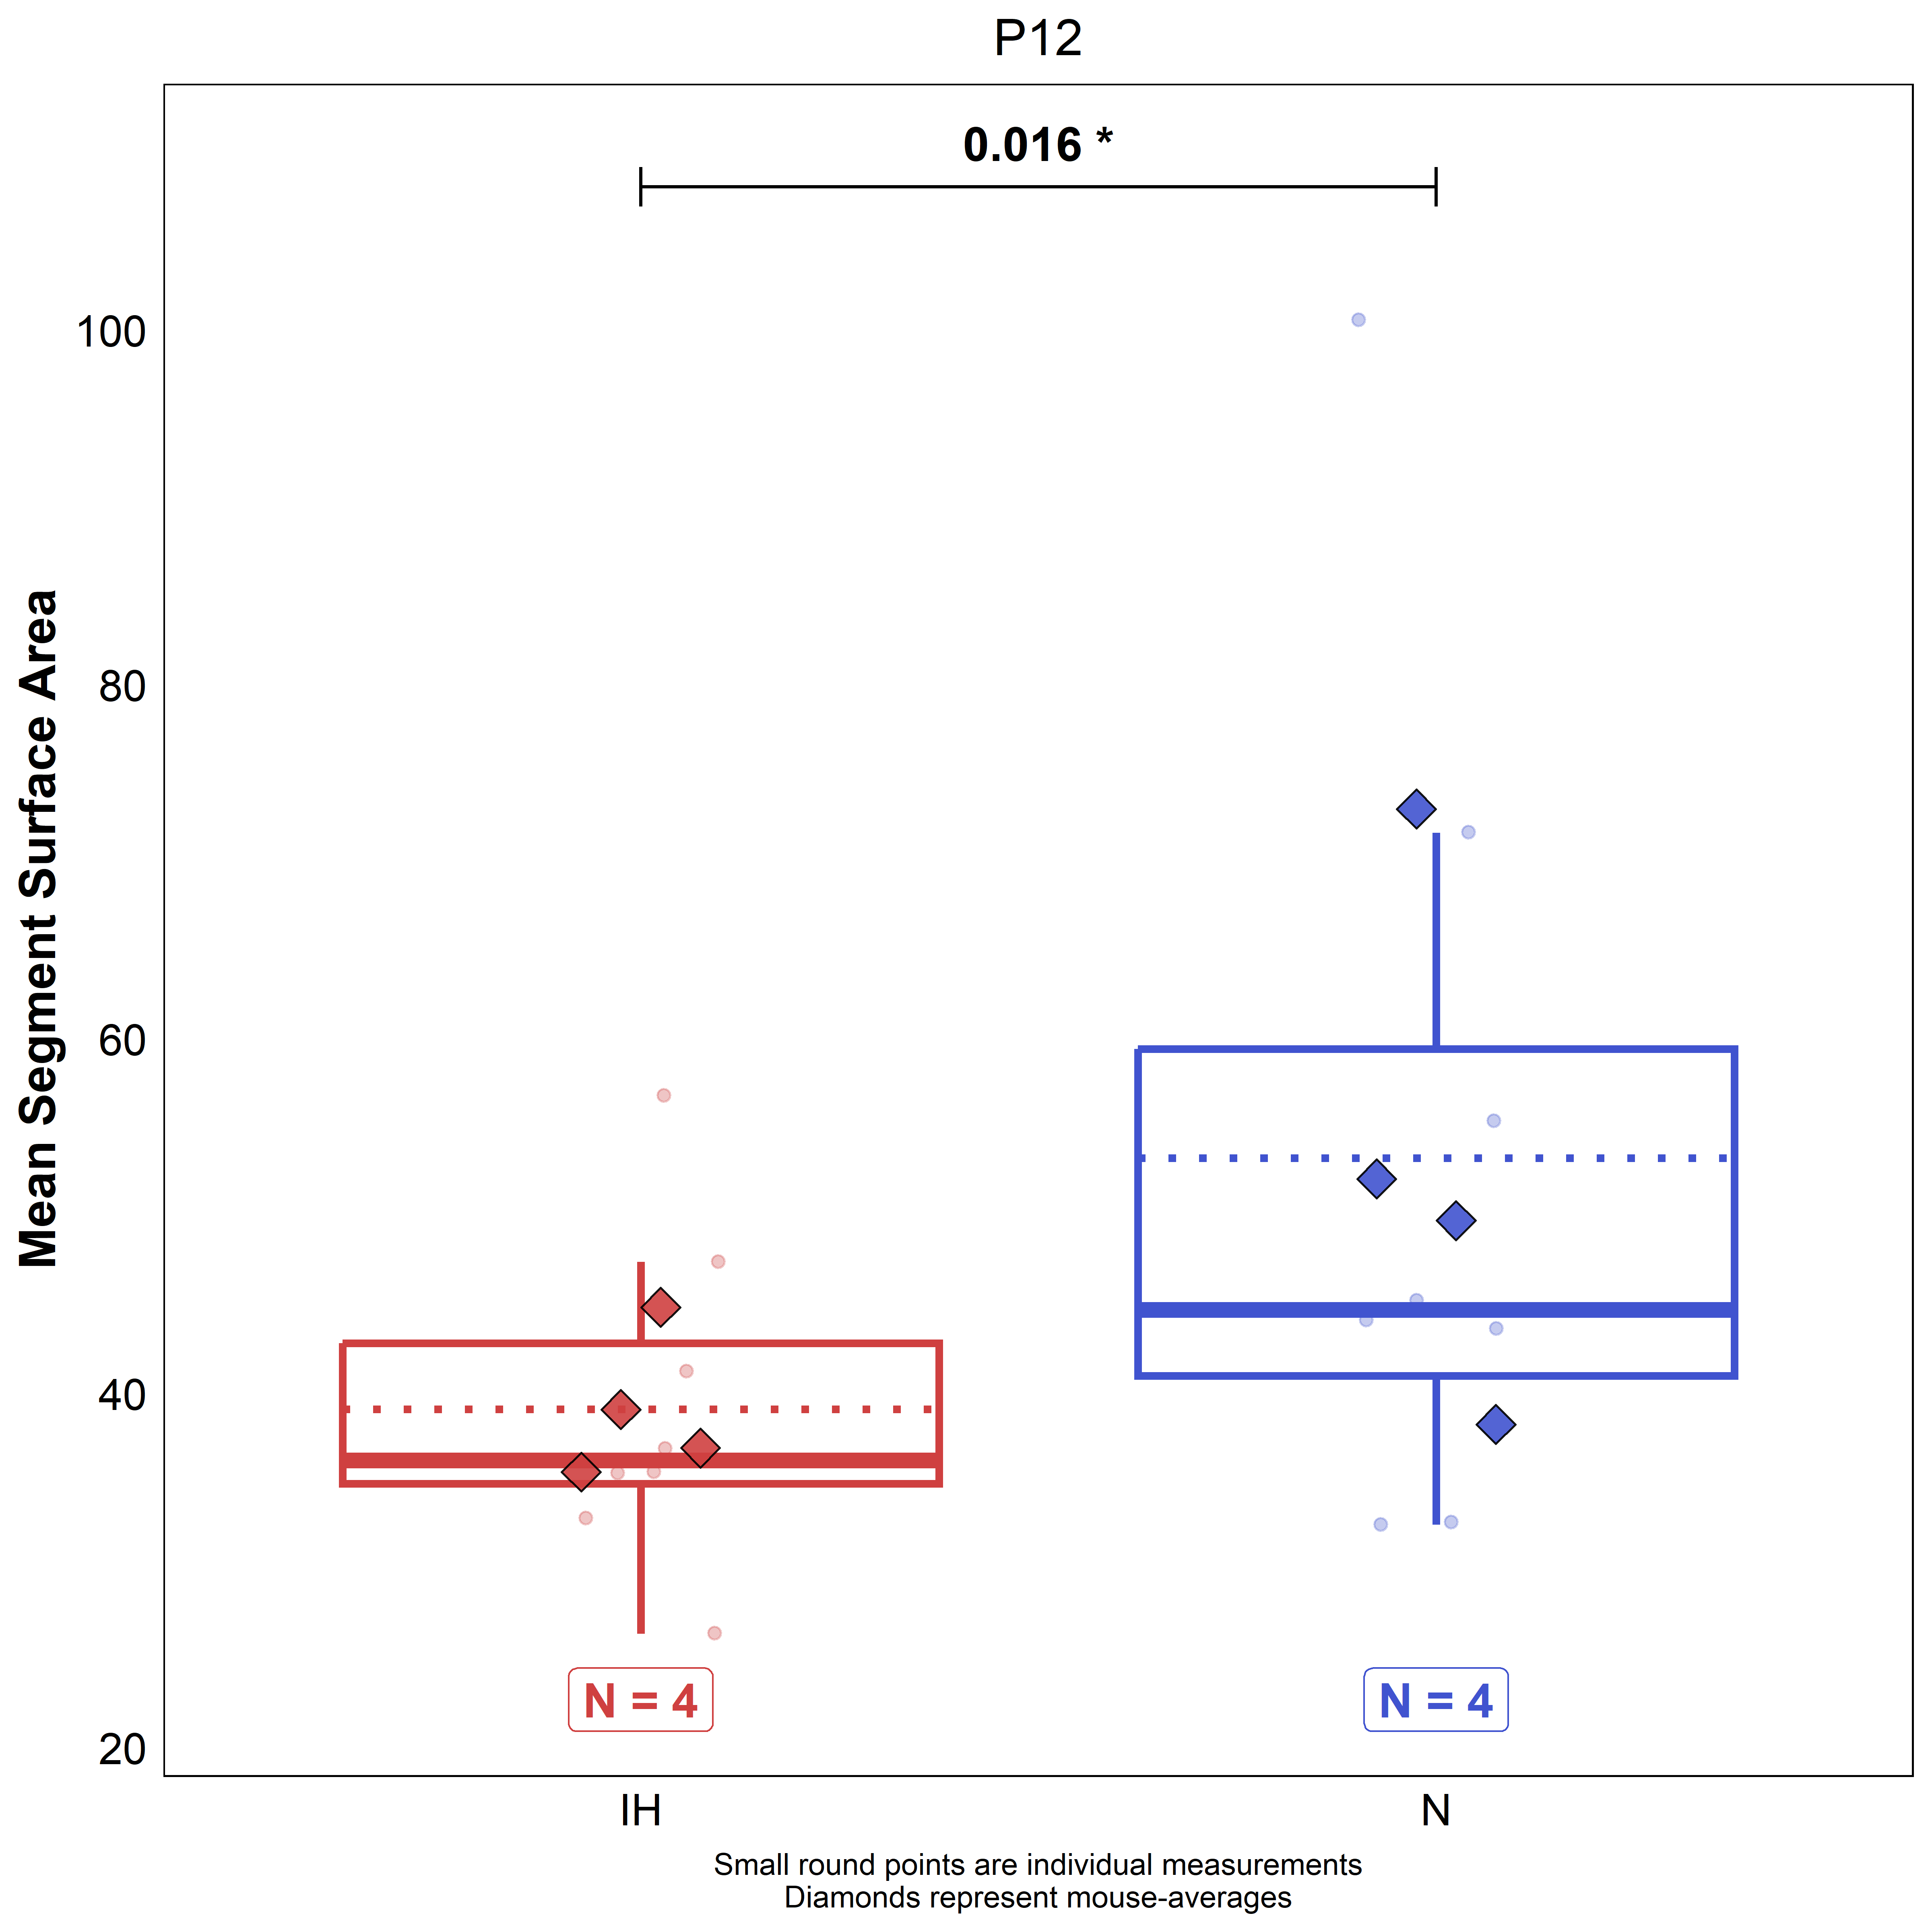 P12
0.016 *
100
80
60
40
20
Mean Segment Surface Area
N = 4
N = 4
IH
N
Small round points are individual measurements
Diamonds represent mouse-averages